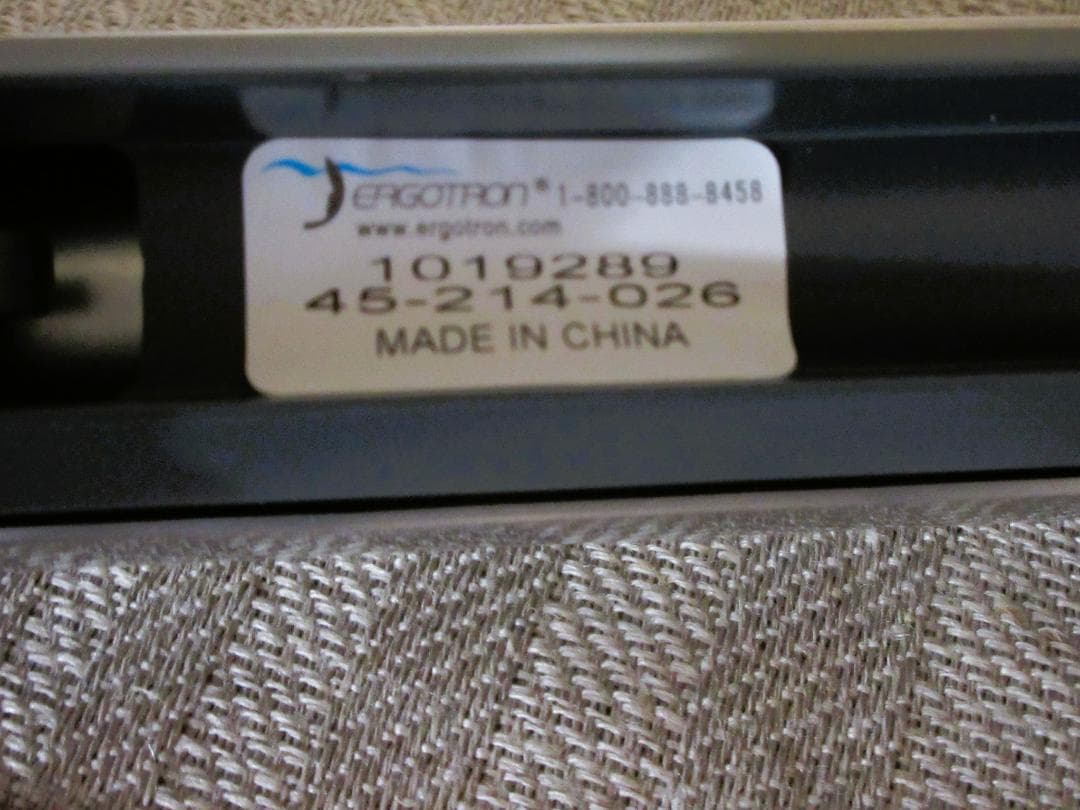 ERGOTRON® 1-800-888-8458
www.ergotron.com
1019289
45-214-026
MADE IN CHINA